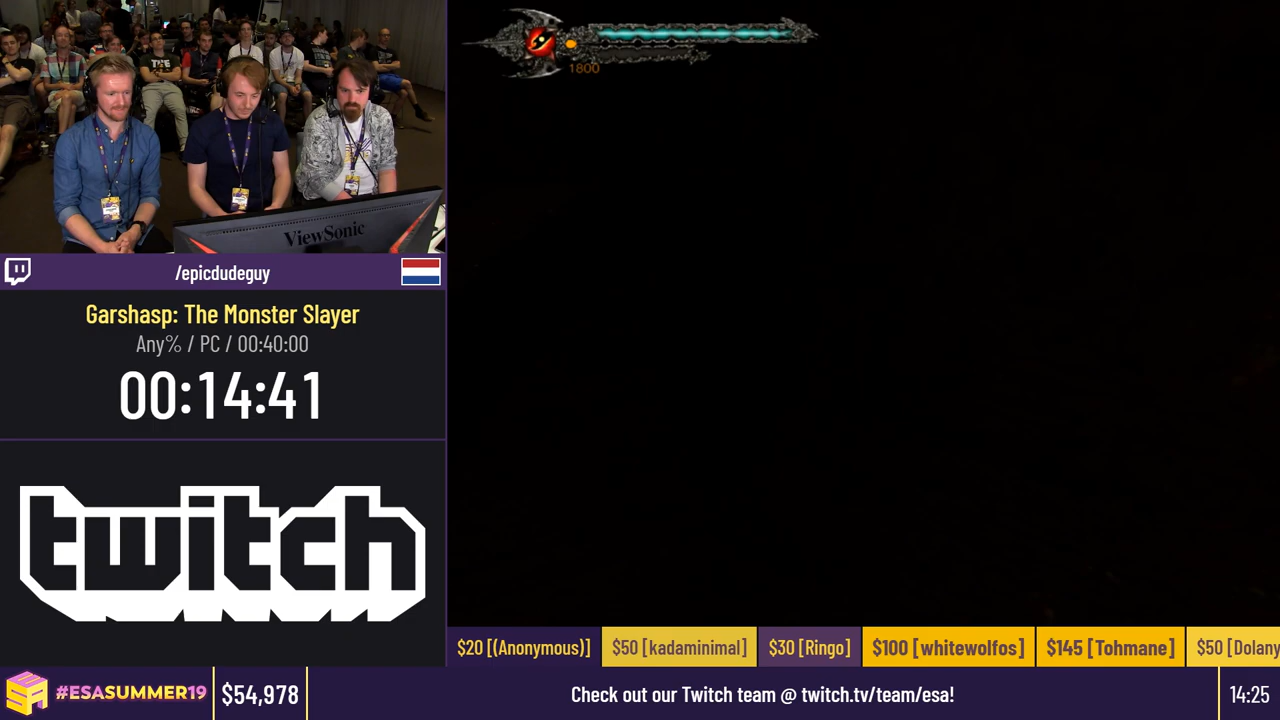 1800
ViewSonic
/epicdudeguy
Garshasp: The Monster Slayer
Any% / PC / 00:40:00
00:14:41
twitch
$20 [(Anonymous)] $50 [kadaminimal] $30 [Ringo] $100 [whitewolfos] $145 [Tohmane] $50 [Dolany
ESA #ESASUMMER19 $54,978 Check out our Twitch team @ twitch.tv/team/esa! 14:25